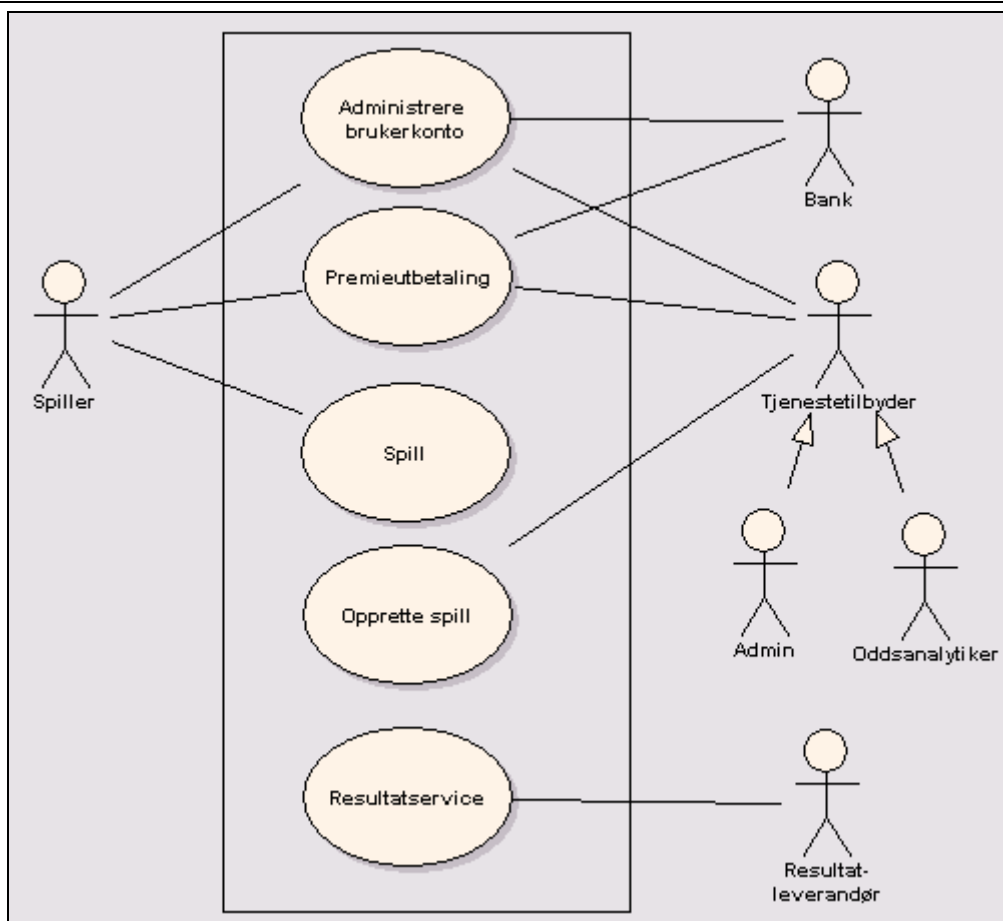 Administrere
brukerkonto
Bank
Premieutbetaling
Spiller
Tjenestetilbyder
Spill
Opprette spill
Admin
Oddsanalytiker
Resultatservice
Resultat-
leverandør